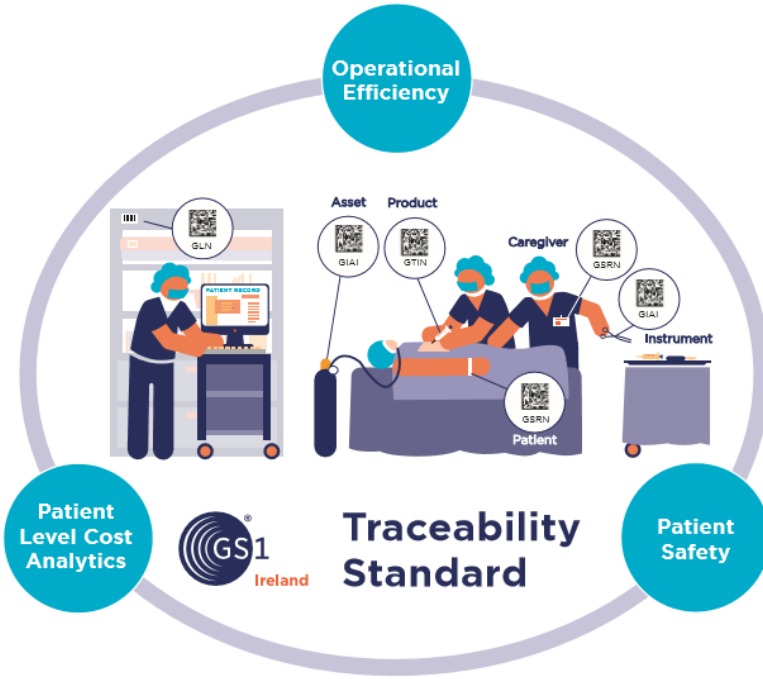 Operational
Efficiency
GLN
Asset
GIAI
Product
GTIN
Caregiver
GSRN
GIAI
Instrument
PATIENT RECORD
GSRN
Patient
Patient
Level Cost
Analytics
GS1
®
Ireland
Traceability
Standard
Patient
Safety